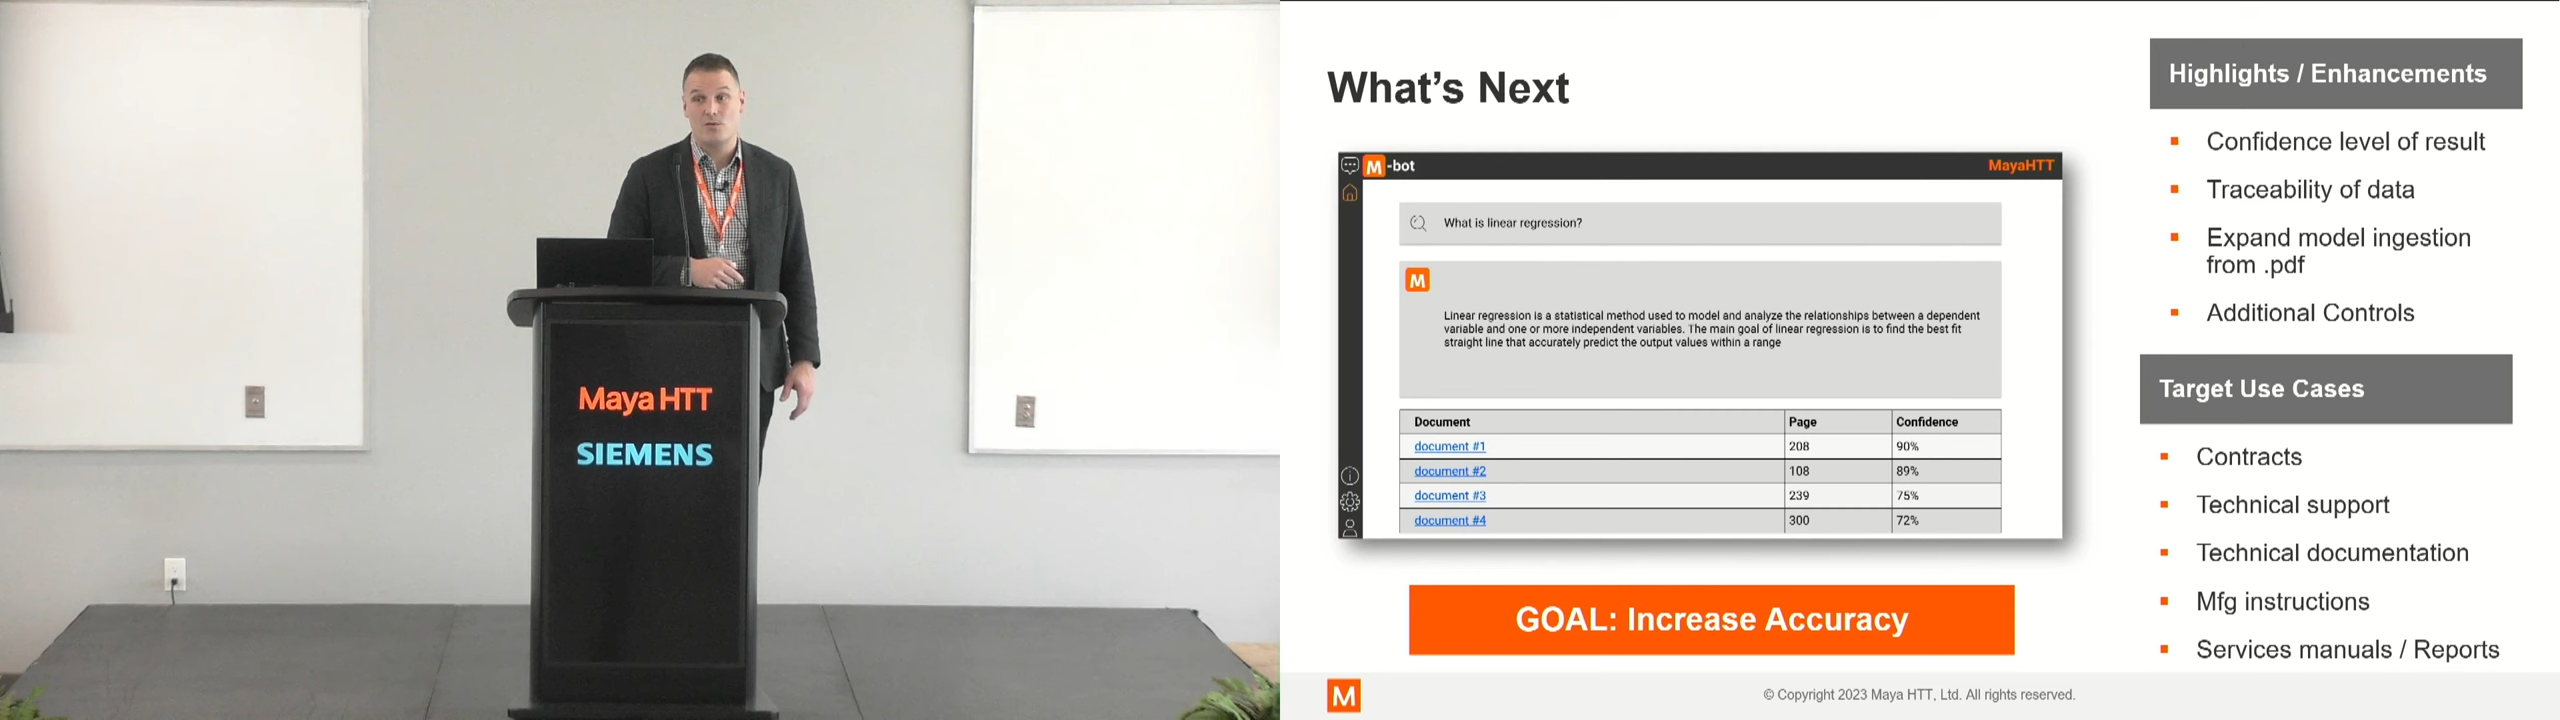 Maya HTT
SIEMENS
What's Next
M -bot
MayaHTT
What is linear regression?
M
Linear regression is a statistical method used to model and analyze the relationships between a dependent
variable and one or more independent variables. The main goal of linear regression is to find the best fit
straight line that accurately predict the output values within a range
Document Page Confidence
document #1 208 90%
document #2 108 89%
document #3 239 75%
document #4 300 72%
GOAL: Increase Accuracy
Highlights / Enhancements
Confidence level of result
Traceability of data
Expand model ingestion
from .pdf
Additional Controls
Target Use Cases
Contracts
Technical support
Technical documentation
Mfg instructions
Services manuals / Reports
M
© Copyright 2023 Maya HTT, Ltd. All rights reserved.